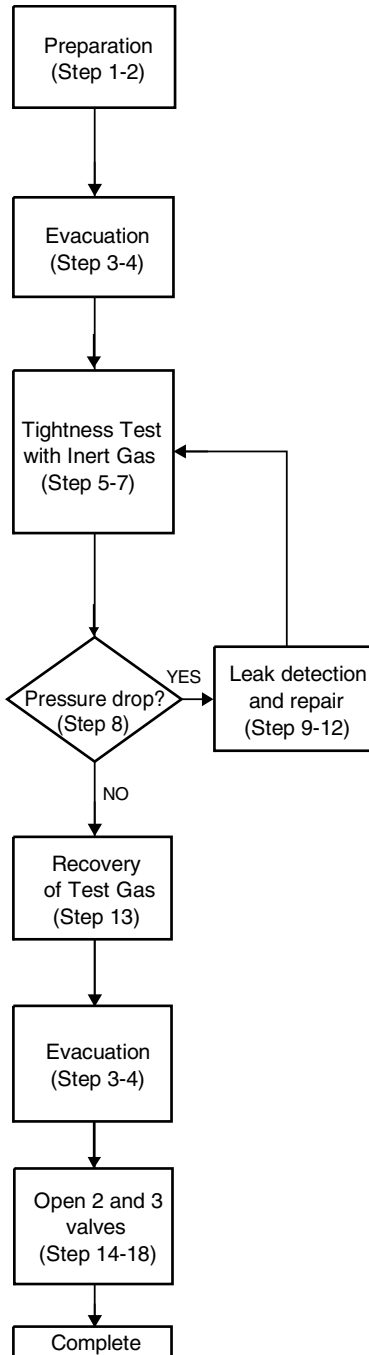 Preparation
(Step 1-2)
Evacuation
(Step 3-4)
Tightness Test
with Inert Gas
(Step 5-7)
Pressure drop?
(Step 8)
YES
Leak detection
and repair
(Step 9-12)
NO
Recovery
of Test Gas
(Step 13)
Evacuation
(Step 3-4)
Open 2 and 3
valves
(Step 14-18)
Complete